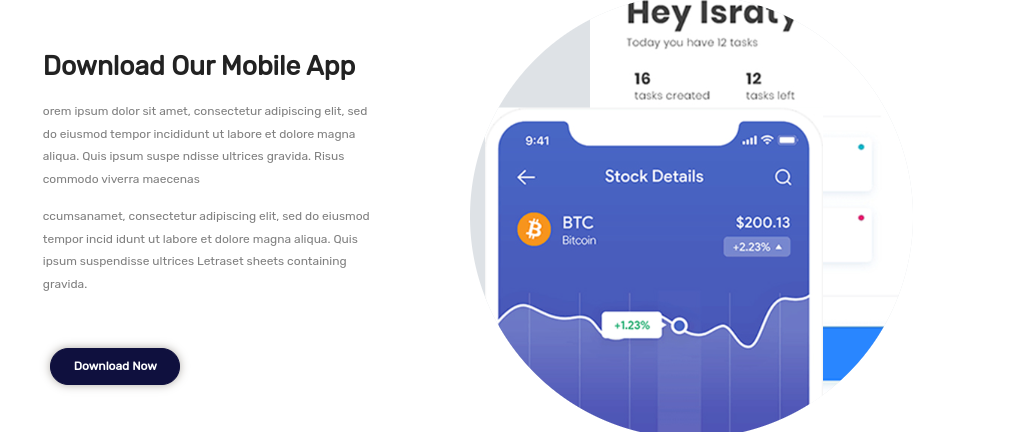 Download Our Mobile App
orem ipsum dolor sit amet, consectetur adipiscing elit, sed
do eiusmod tempor incididunt ut labore et dolore magna
aliqua. Quis ipsum suspe ndisse ultrices gravida. Risus
commodo viverra maecenas
ccumsanamet, consectetur adipiscing elit, sed do eiusmod
tempor incid idunt ut labore et dolore magna aliqua. Quis
ipsum suspendisse ultrices Letraset sheets containing
gravida.
Download Now
Hey Israt,
Today you have 12 tasks
16 12
tasks created tasks left
9:41
Stock Details
BTC $200.13
Bitcoin +2.23%
+1.23%